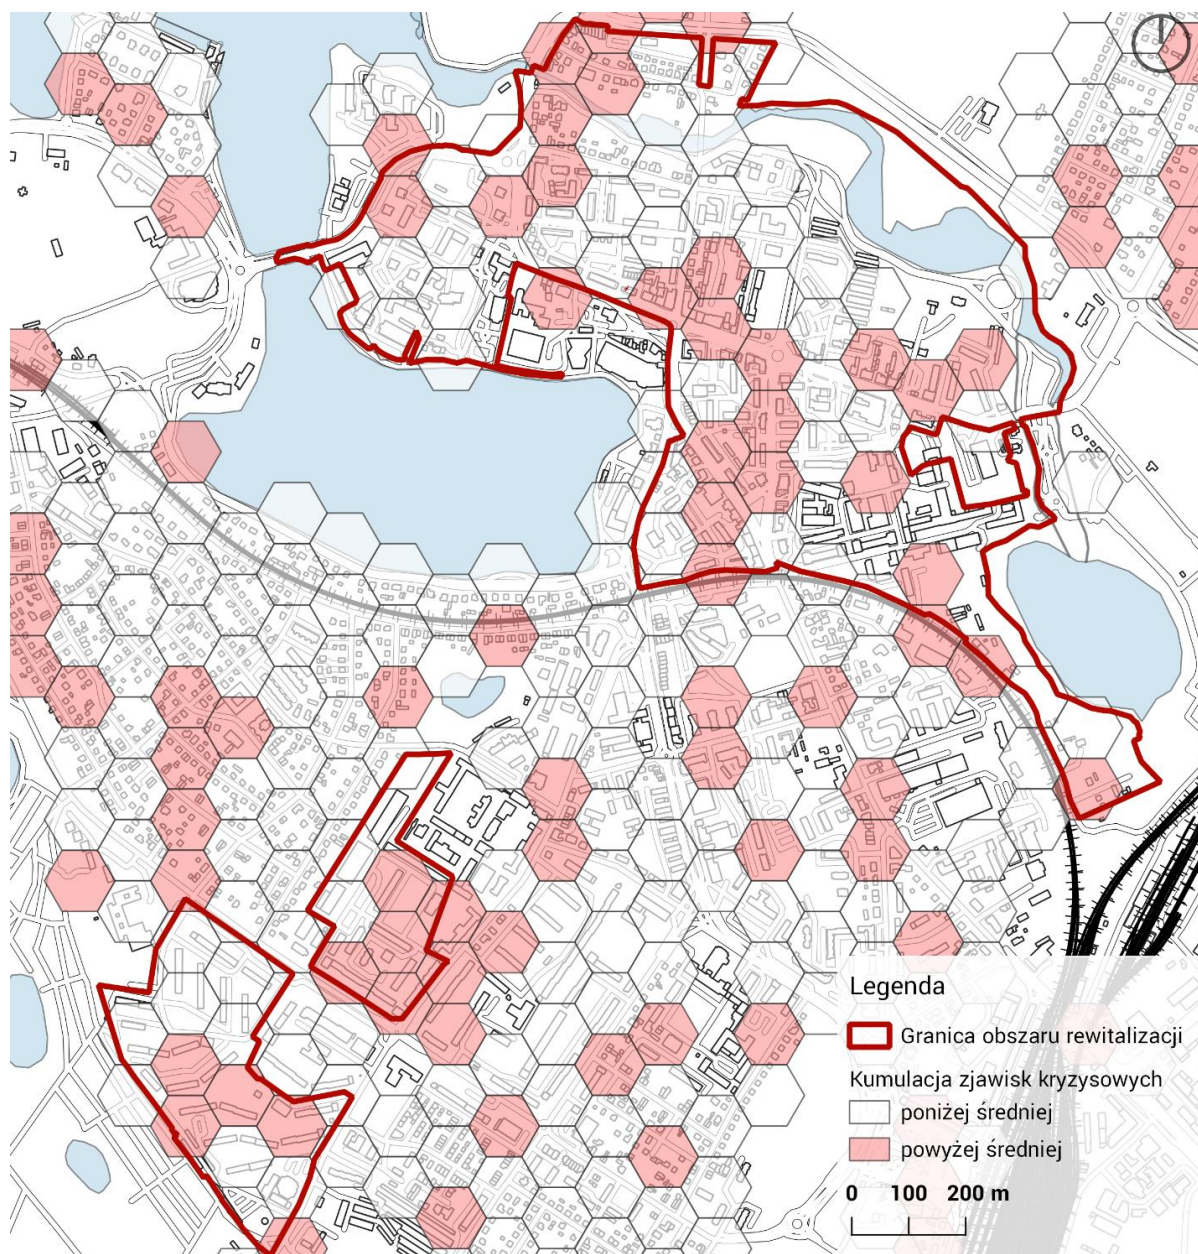 Legenda
Granica obszaru rewitalizacji
Kumulacja zjawisk kryzysowych
poniżej średniej
powyżej średniej
0 100 200 m